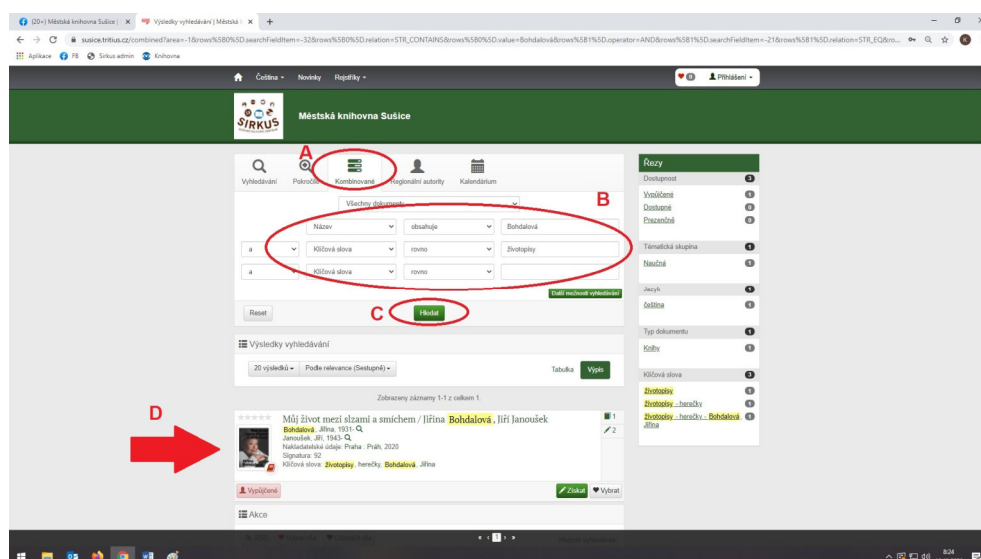 (20+) Městská knihovna Sušice |
Výsledky vyhledávání | Městská
susice.tritius.cz/combined?area=-1&rows%5B0%5D.searchFieldItem=-32&rows%5B0%5D.relation=STR_CONTAINS&rows%5B0%5D.value=Bohdalová&rows%5B1%5D.operator=AND&rows%5B1%5D.searchFieldItem=-21&rows%5B1%5D.relation=STR_EQ&ro...
Aplikace FB Sirkus admin Knihovna
Čeština Novinky Rejstříky
0 Přihlášení
SIRKUS
Městská knihovna Sušice
A
Vyhledávání Pokročilé Kombinované Regionální autority Kalendárium
Všechny dokumenty
B
Název obsahuje Bohdalová
a Klíčová slova rovno životopisy
a Klíčová slova rovno
Další možnosti vyhledávání
Reset C Hledat
Výsledky vyhledávání
20 výsledků Podle relevance (Sestupně) Tabulka Výpis
Zobrazeny záznamy 1-1 z celkem 1
D
Můj život mezi slzami a smíchem / Jiřina Bohdalová, Jiří Janoušek
Bohdalová, Jiřina, 1931-
Janoušek, Jiří, 1943-
Nakladatelské údaje: Praha : Práh, 2020
Signatura: 92
Klíčová slova: životopisy, herečky, Bohdalová, Jiřina
1
2
Vypůjčené Získat Vybrat
Akce
« ‹ 1 › »
Řezy
Dostupnost 3
Vypůjčené 1
Dostupné 0
Prezenčně 0
Tématická skupina 1
Naučná 1
Jazyk 1
čeština 1
Typ dokumentu 1
Knihy 1
Klíčová slova 3
životopisy 1
životopisy - herečky 1
životopisy - herečky - Bohdalová, Jiřina 1
8:24